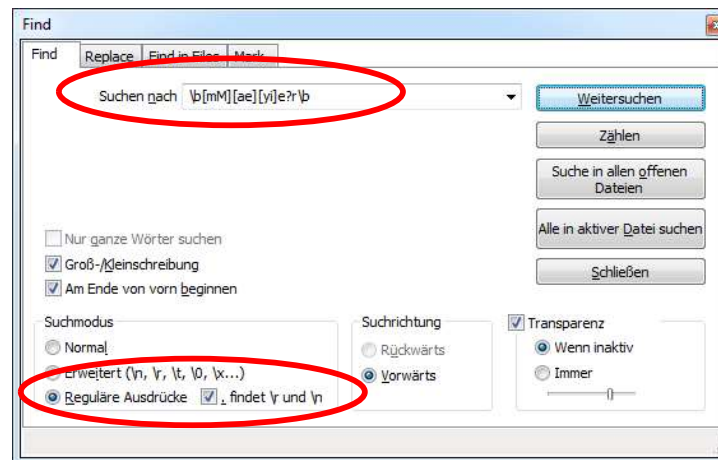 Find
Find Replace Find in Files Mark
Suchen nach \b[mM][ae][yi]e?r\b
Weitersuchen
Zählen
Suche in allen offenen
Dateien
Alle in aktiver Datei suchen
Schließen
Nur ganze Wörter suchen
Groß-/Kleinschreibung
Am Ende von vorn beginnen
Suchmodus
Normal
Erweitert (\n, \r, \t, \0, \x...)
Reguläre Ausdrücke . findet \r und \n
Suchrichtung
Rückwärts
Vorwärts
Transparenz
Wenn inaktiv
Immer